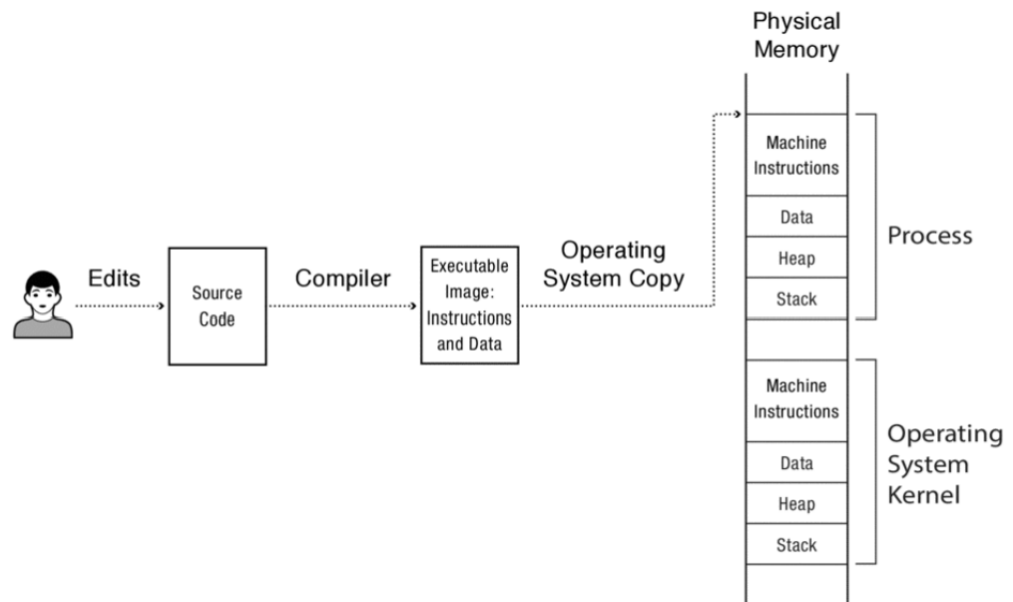 Physical
Memory
Edits
Source
Code
Compiler
Executable
Image:
Instructions
and Data
Operating
System Copy
Machine
Instructions
Data
Heap
Stack
Process
Machine
Instructions
Data
Heap
Stack
Operating
System
Kernel